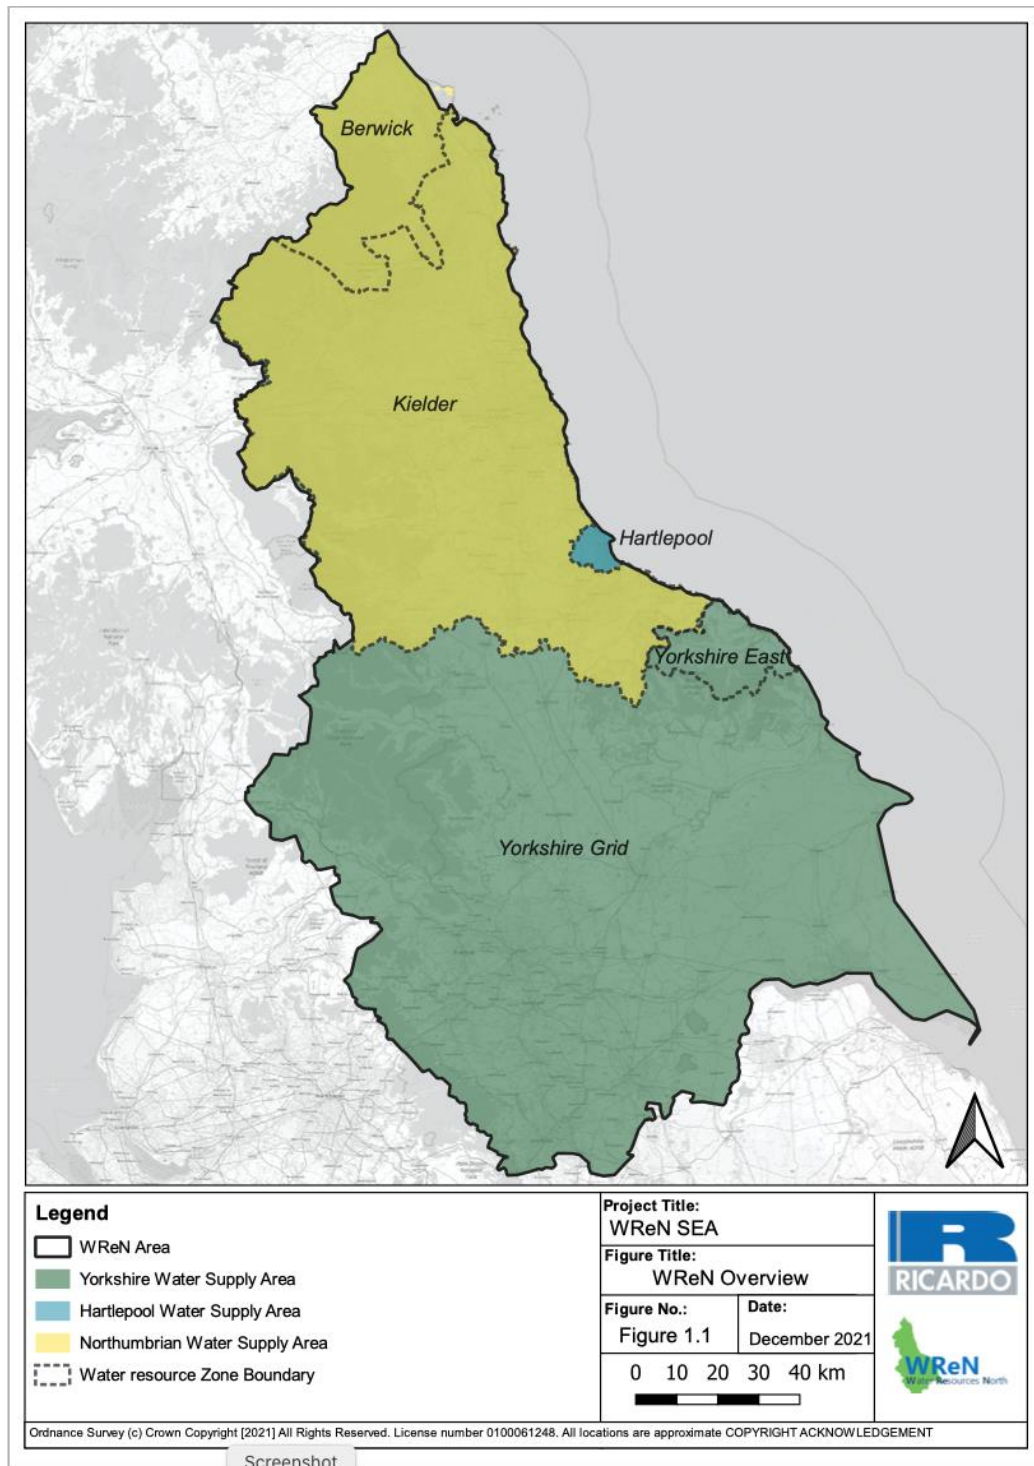 Berwick
Kielder
Hartlepool
Yorkshire East
Yorkshire Grid
Legend
WReN Area
Yorkshire Water Supply Area
Hartlepool Water Supply Area
Northumbrian Water Supply Area
Water resource Zone Boundary
Project Title:
WReN SEA
Figure Title:
WReN Overview
Figure No.:
Figure 1.1
Date:
December 2021
0 10 20 30 40 km
R
RICARDO
WReN
Water Resources North
Ordnance Survey (c) Crown Copyright [2021] All Rights Reserved. License number 0100061248. All locations are approximate COPYRIGHT ACKNOWLEDGEMENT
Screenshot